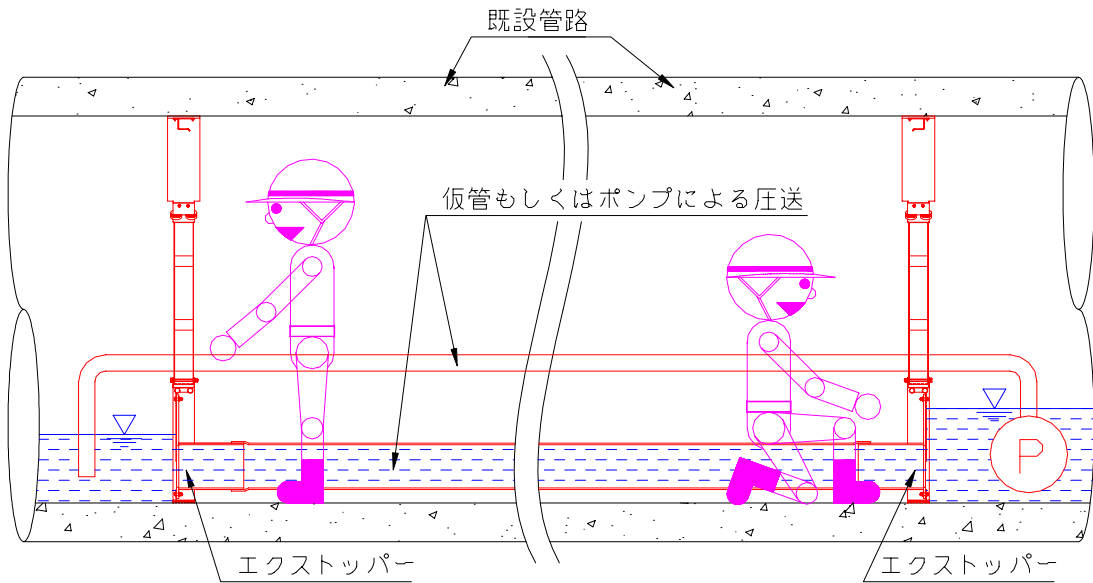 既設管路
仮管もしくはポンプによる圧送
P
エクストッパー
エクストッパー